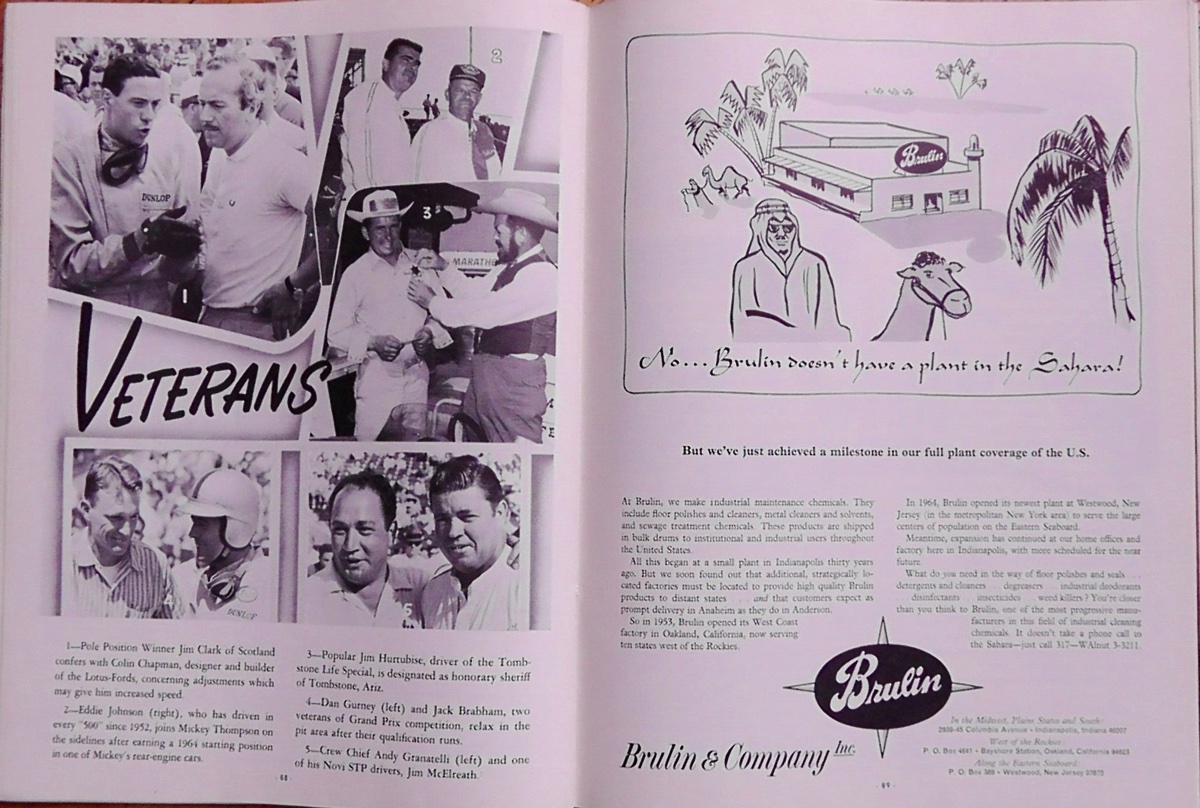 DUNLOP
1
2
3
MARATHO
VETERANS
DUNLOP
5
1—Pole Position Winner Jim Clark of Scotland
confers with Colin Chapman, designer and builder
of the Lotus-Fords, concerning adjustments which
may give him increased speed.
2—Eddie Johnson (right), who has driven in
every "500" since 1952, joins Mickey Thompson on
the sidelines after earning a 1964 starting position
in one of Mickey's rear-engine cars.
3—Popular Jim Hurtubise, driver of the Tomb-
stone Life Special, is designated as honorary sheriff
of Tombstone, Ariz.
4—Dan Gurney (left) and Jack Brabham, two
veterans of Grand Prix competition, relax in the
pit area after their qualification runs.
5—Crew Chief Andy Granatelli (left) and one
of his Novi STP drivers, Jim McElreath.
Brulin
No... Brulin doesn't have a plant in the Sahara!
But we've just achieved a milestone in our full plant coverage of the U.S.
At Brulin, we make industrial maintenance chemicals. They
include floor polishes and cleaners, metal cleaners and solvents,
and sewage treatment chemicals. These products are shipped
in bulk drums to institutional and industrial users throughout
the United States.
All this began at a small plant in Indianapolis thirty years
ago. But we soon found out that additional, strategically lo-
cated factories must be located to provide high quality Brulin
products to distant states . . . and that customers expect as
prompt delivery in Anaheim as they do in Anderson.
So in 1953, Brulin opened its West Coast
factory in Oakland, California, now serving
ten states west of the Rockies.
In 1964, Brulin opened its newest plant at Westwood, New
Jersey (in the metropolitan New York area) to serve the large
centers of population on the Eastern Seaboard.
Meantime, expansion has continued at our home offices and
factory here in Indianapolis, with more scheduled for the near
future.
What do you need in the way of floor polishes and seals . . .
detergents and cleaners . . . degreasers . . . industrial deodorants
. . . disinfectants . . . insecticides . . . weed killers? You're closer
than you think to Brulin, one of the most progressive manu-
facturers in this field of industrial cleaning
chemicals. It doesn't take a phone call to
the Sahara—just call 317—WAlnut 3-3211.
Brulin
Brulin & Company Inc.
In the Midwest, Plains States and South:
2939-45 Columbia Avenue • Indianapolis, Indiana 46207
West of the Rockies:
P. O. Box 4641 • Bayshore Station, Oakland, California 94623
Along the Eastern Seaboard:
P. O. Box 389 • Westwood, New Jersey 07675
89